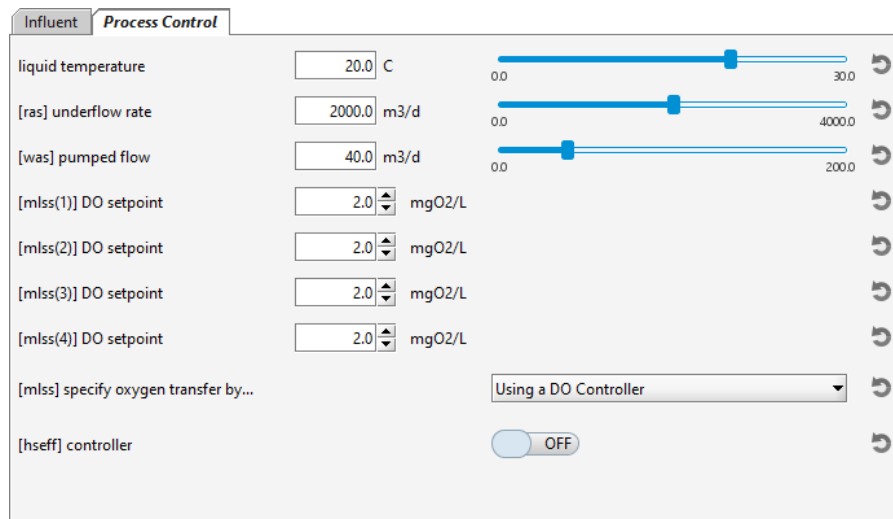 Influent Process Control
liquid temperature 20.0 C 0.0 30.0
[ras] underflow rate 2000.0 m3/d 0.0 4000.0
[was] pumped flow 40.0 m3/d 0.0 200.0
[mlss(1)] DO setpoint 2.0 mgO2/L
[mlss(2)] DO setpoint 2.0 mgO2/L
[mlss(3)] DO setpoint 2.0 mgO2/L
[mlss(4)] DO setpoint 2.0 mgO2/L
[mlss] specify oxygen transfer by... Using a DO Controller
[hseff] controller OFF